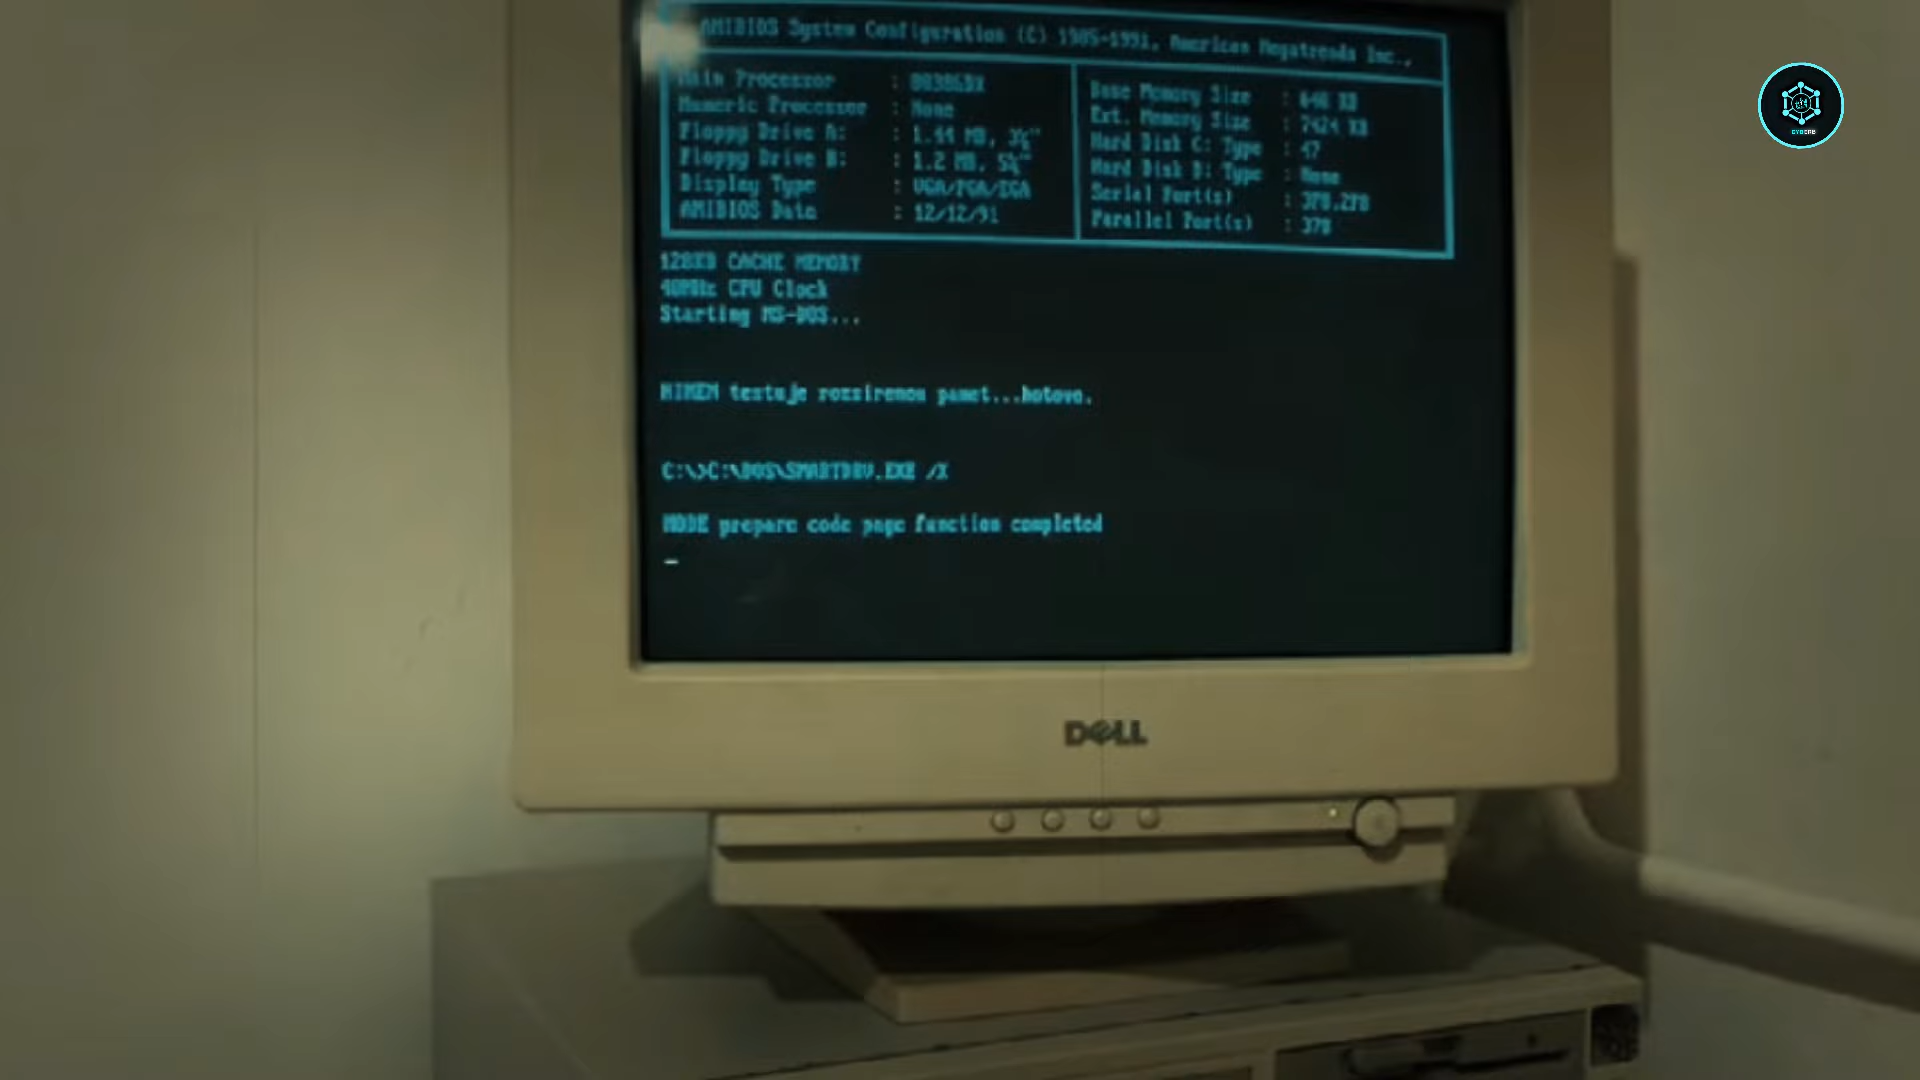 AMIBIOS System Configuration (C) 1985-1991, American Megatrends Inc.,
Main Processor : 80386DX
Numeric Processor : None
Floppy Drive A: : 1.44 MB, 3½"
Floppy Drive B: : 1.2 MB, 5¼"
Display Type : VGA/PGA/EGA
AMIBIOS Date : 12/12/91
Base Memory Size : 640 KB
Ext. Memory Size : 7424 KB
Hard Disk C: Type : 47
Hard Disk D: Type : None
Serial Port(s) : 3F8,2F8
Parallel Port(s) : 378
128KB CACHE MEMORY
40MHz CPU Clock
Starting MS-DOS...
HIMEM testuje rozsirenou pamet...hotovo.
C:\>C:\DOS\SMARTDRV.EXE /X
MODE prepare code page function completed
DELL